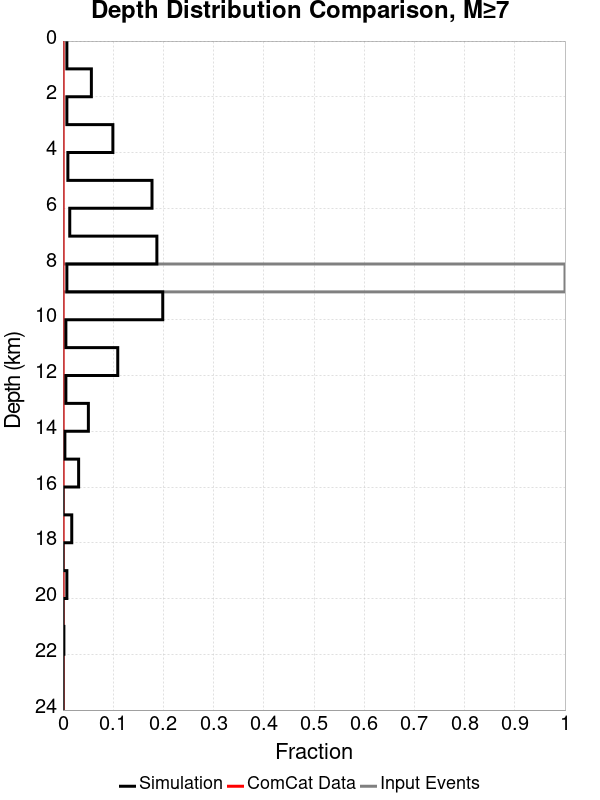 Depth Distribution Comparison, M≥7
0
2
4
6
8
10
12
14
16
18
20
22
24
Depth (km)
0 0.1 0.2 0.3 0.4 0.5 0.6 0.7 0.8 0.9 1
Fraction
Simulation ComCat Data Input Events